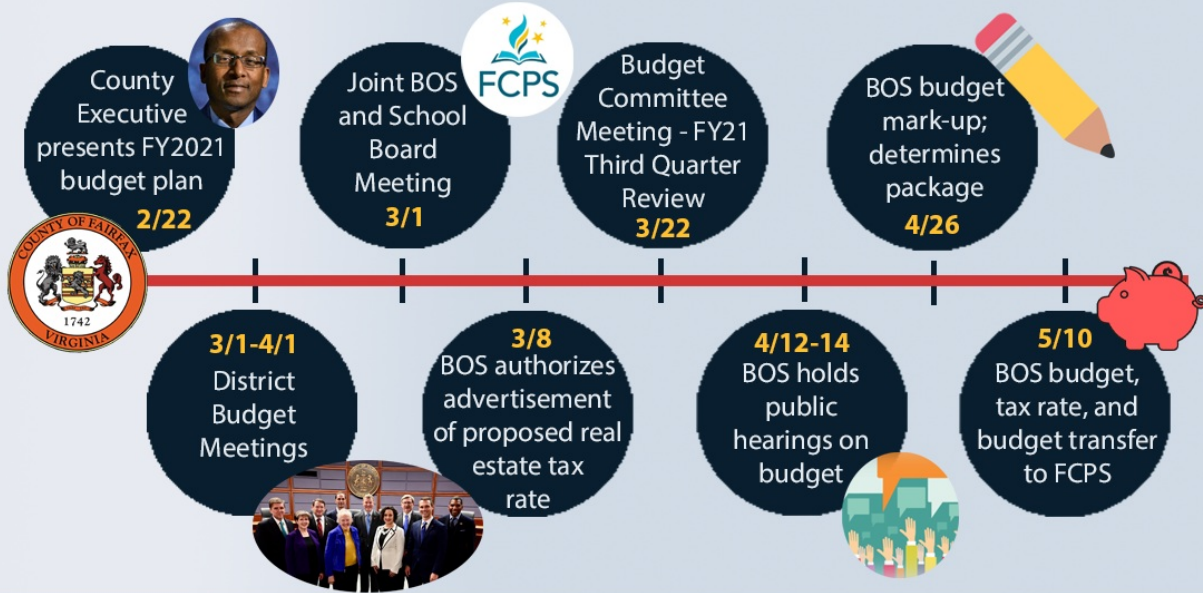 County
Executive
presents FY2021
budget plan
2/22
Joint BOS
and School
Board
Meeting
3/1
FCPS
Budget
Committee
Meeting - FY21
Third Quarter
Review
3/22
BOS budget
mark-up;
determines
package
4/26
COUNTY OF FAIRFAX
1742
VIRGINIA
3/1-4/1
District
Budget
Meetings
3/8
BOS authorizes
advertisement
of proposed real
estate tax
rate
4/12-14
BOS holds
public
hearings on
budget
5/10
BOS budget,
tax rate, and
budget transfer
to FCPS